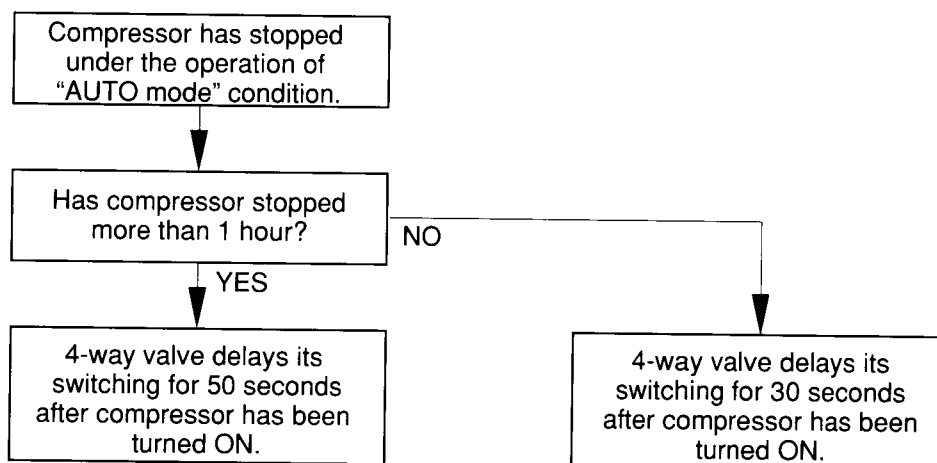 Compressor has stopped
under the operation of
“AUTO mode” condition.
Has compressor stopped
more than 1 hour?
NO
YES
4-way valve delays its
switching for 50 seconds
after compressor has been
turned ON.
4-way valve delays its
switching for 30 seconds
after compressor has been
turned ON.